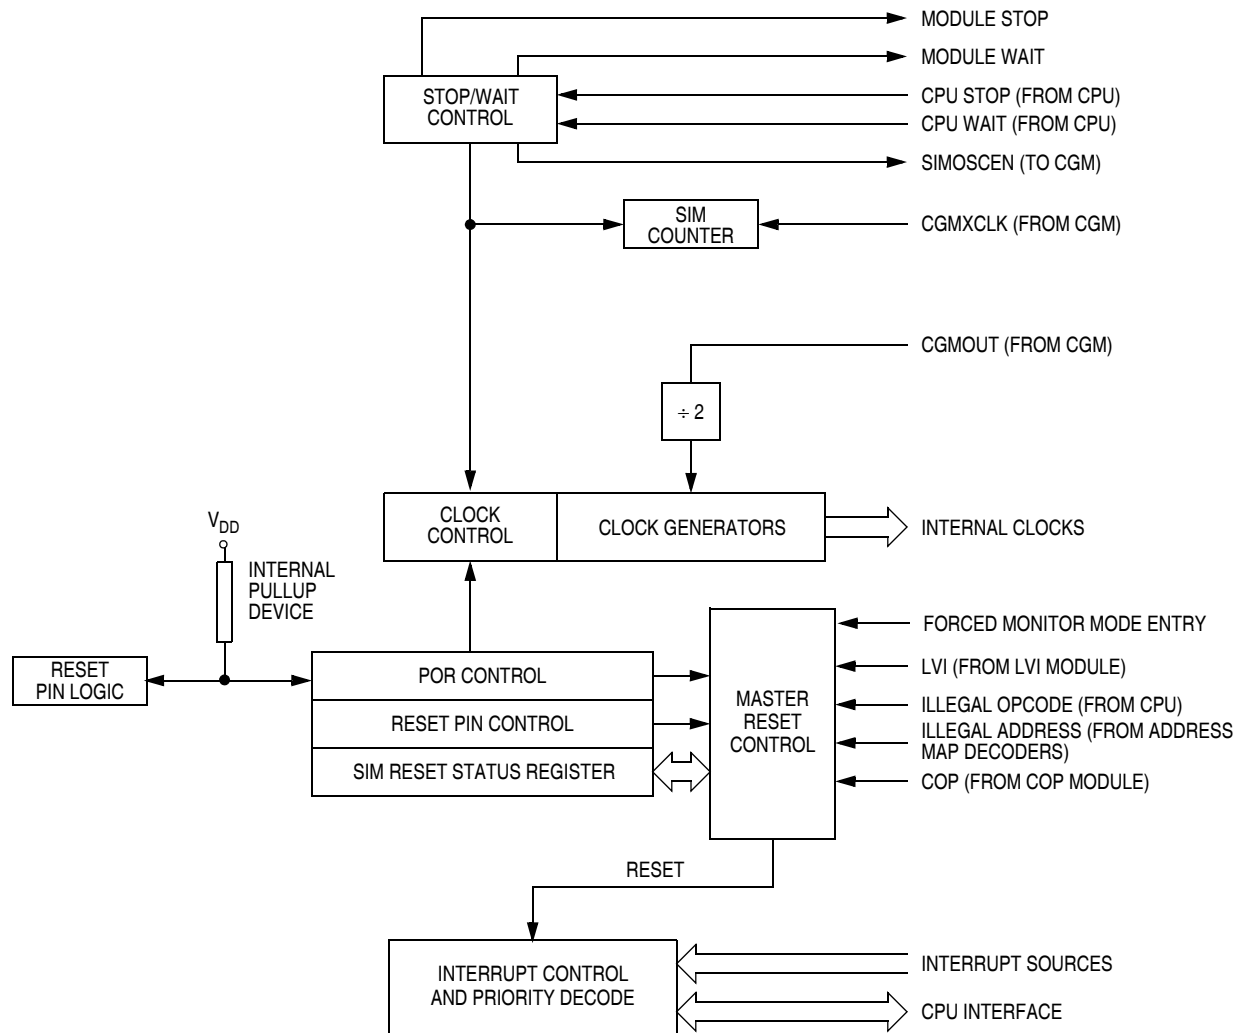 MODULE STOP
MODULE WAIT
STOP/WAIT
CONTROL
CPU STOP (FROM CPU)
CPU WAIT (FROM CPU)
SIMOSCEN (TO CGM)
SIM
COUNTER
CGMXCLK (FROM CGM)
CGMOUT (FROM CGM)
÷ 2
CLOCK
CONTROL
CLOCK GENERATORS
INTERNAL CLOCKS
VDD
INTERNAL
PULLUP
DEVICE
FORCED MONITOR MODE ENTRY
RESET
PIN LOGIC
POR CONTROL
RESET PIN CONTROL
SIM RESET STATUS REGISTER
MASTER
RESET
CONTROL
LVI (FROM LVI MODULE)
ILLEGAL OPCODE (FROM CPU)
ILLEGAL ADDRESS (FROM ADDRESS
MAP DECODERS)
COP (FROM COP MODULE)
RESET
INTERRUPT CONTROL
AND PRIORITY DECODE
INTERRUPT SOURCES
CPU INTERFACE